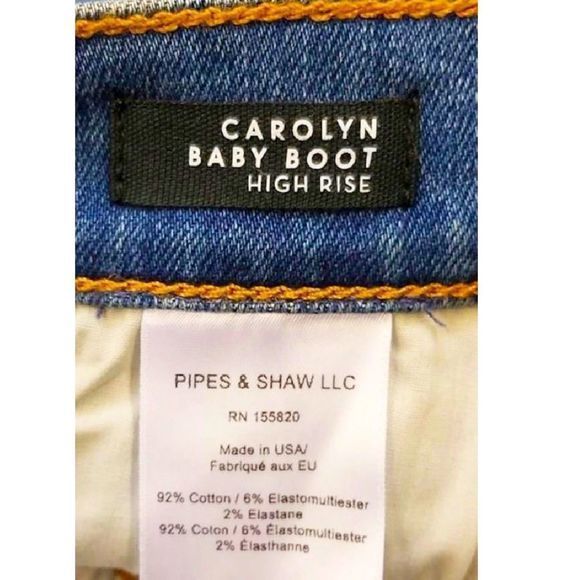 CAROLYN
BABY BOOT
HIGH RISE
PIPES & SHAW LLC
RN 155820
Made in USA/
Fabriqué aux EU
92% Cotton / 6% Elastomultiester
2% Elastane
92% Coton / 6% Élastomultiester
2% Élasthanne